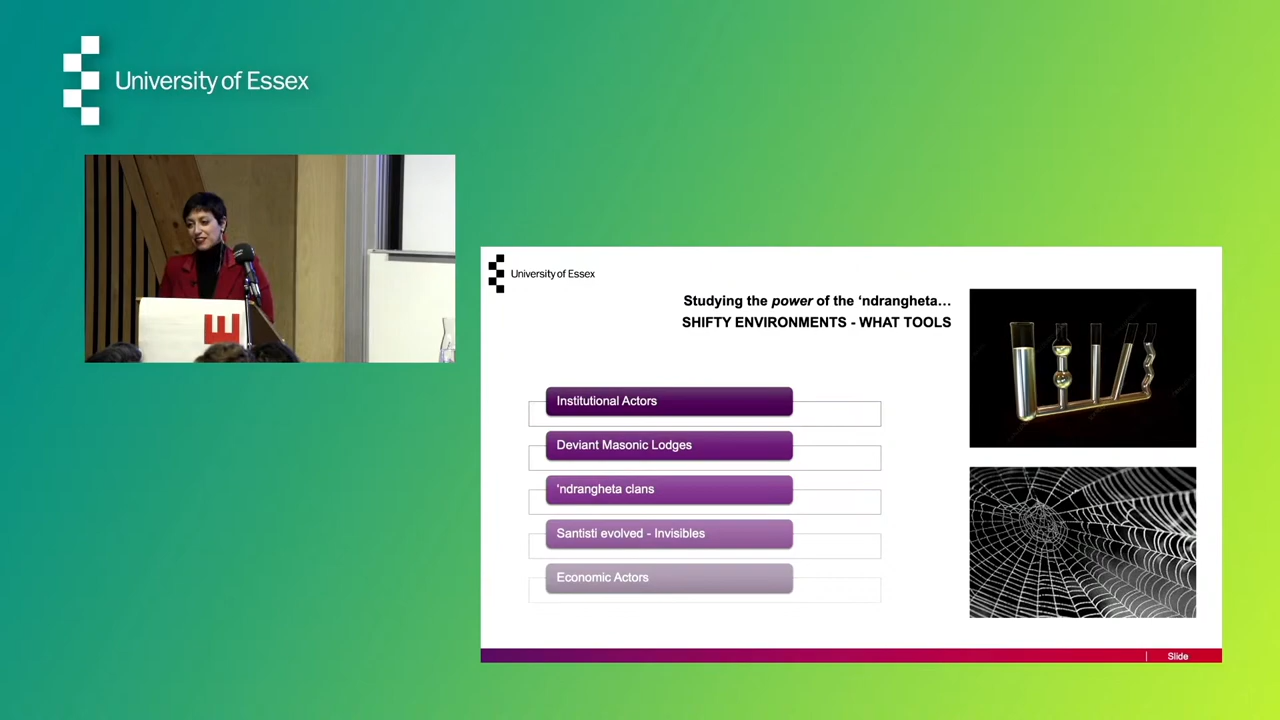 University of Essex
E
University of Essex
Studying the power of the ‘ndrangheta…
SHIFTY ENVIRONMENTS - WHAT TOOLS
Institutional Actors
Deviant Masonic Lodges
‘ndrangheta clans
Santisti evolved - Invisibles
Economic Actors
Slide